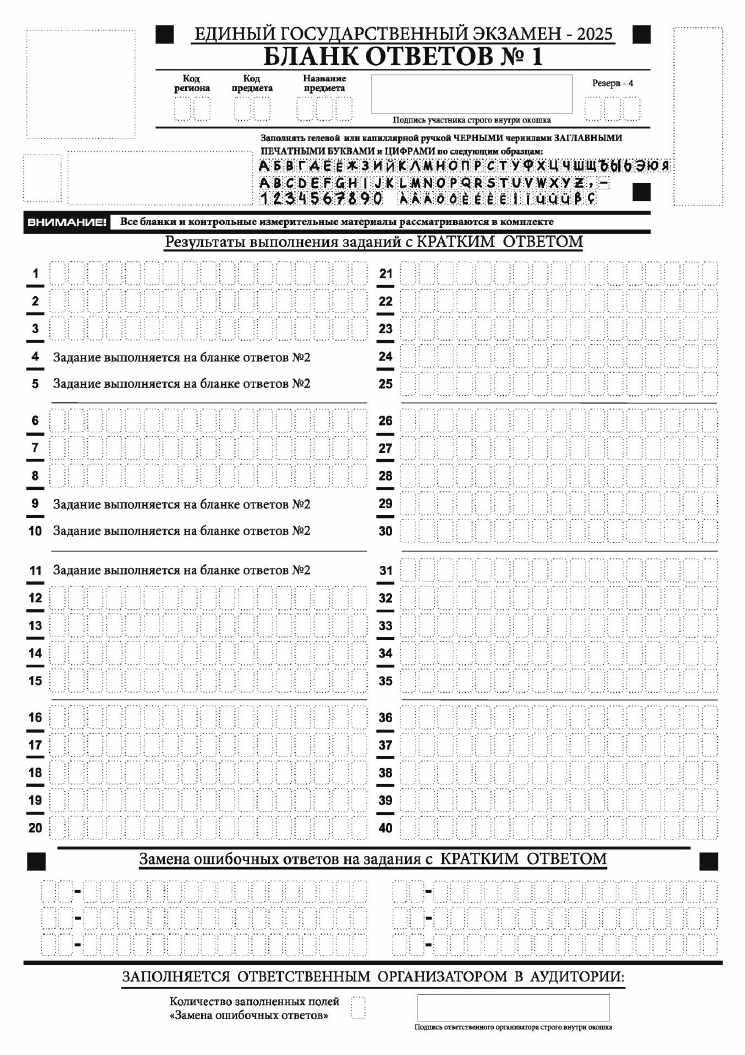 ЕДИНЫЙ ГОСУДАРСТВЕННЫЙ ЭКЗАМЕН - 2025
БЛАНК ОТВЕТОВ № 1
Код региона
Код предмета
Название предмета
Резерв - 4
Подпись участника строго внутри окошка
Заполнять гелевой или капиллярной ручкой ЧЕРНЫМИ чернилами ЗАГЛАВНЫМИ
ПЕЧАТНЫМИ БУКВАМИ и ЦИФРАМИ по следующим образцам:
АБВГДЕЁЖЗИЙКЛМНОПРСТУФХЦЧШЩЪЫЬЭЮЯ
ABCDEFGHIJKLMNOPQRSTUVWXYZ,-
1234567890
ВНИМАНИЕ! Все бланки и контрольные измерительные материалы рассматриваются в комплекте
Результаты выполнения заданий с КРАТКИМ ОТВЕТОМ
1
2
3
4 Задание выполняется на бланке ответов №2
5 Задание выполняется на бланке ответов №2
6
7
8
9 Задание выполняется на бланке ответов №2
10 Задание выполняется на бланке ответов №2
11 Задание выполняется на бланке ответов №2
12
13
14
15
16
17
18
19
20
21
22
23
24
25
26
27
28
29
30
31
32
33
34
35
36
37
38
39
40
Замена ошибочных ответов на задания с КРАТКИМ ОТВЕТОМ
-
-
-
-
-
-
ЗАПОЛНЯЕТСЯ ОТВЕТСТВЕННЫМ ОРГАНИЗАТОРОМ В АУДИТОРИИ:
Количество заполненных полей
«Замена ошибочных ответов»
Подпись ответственного организатора строго внутри окошка